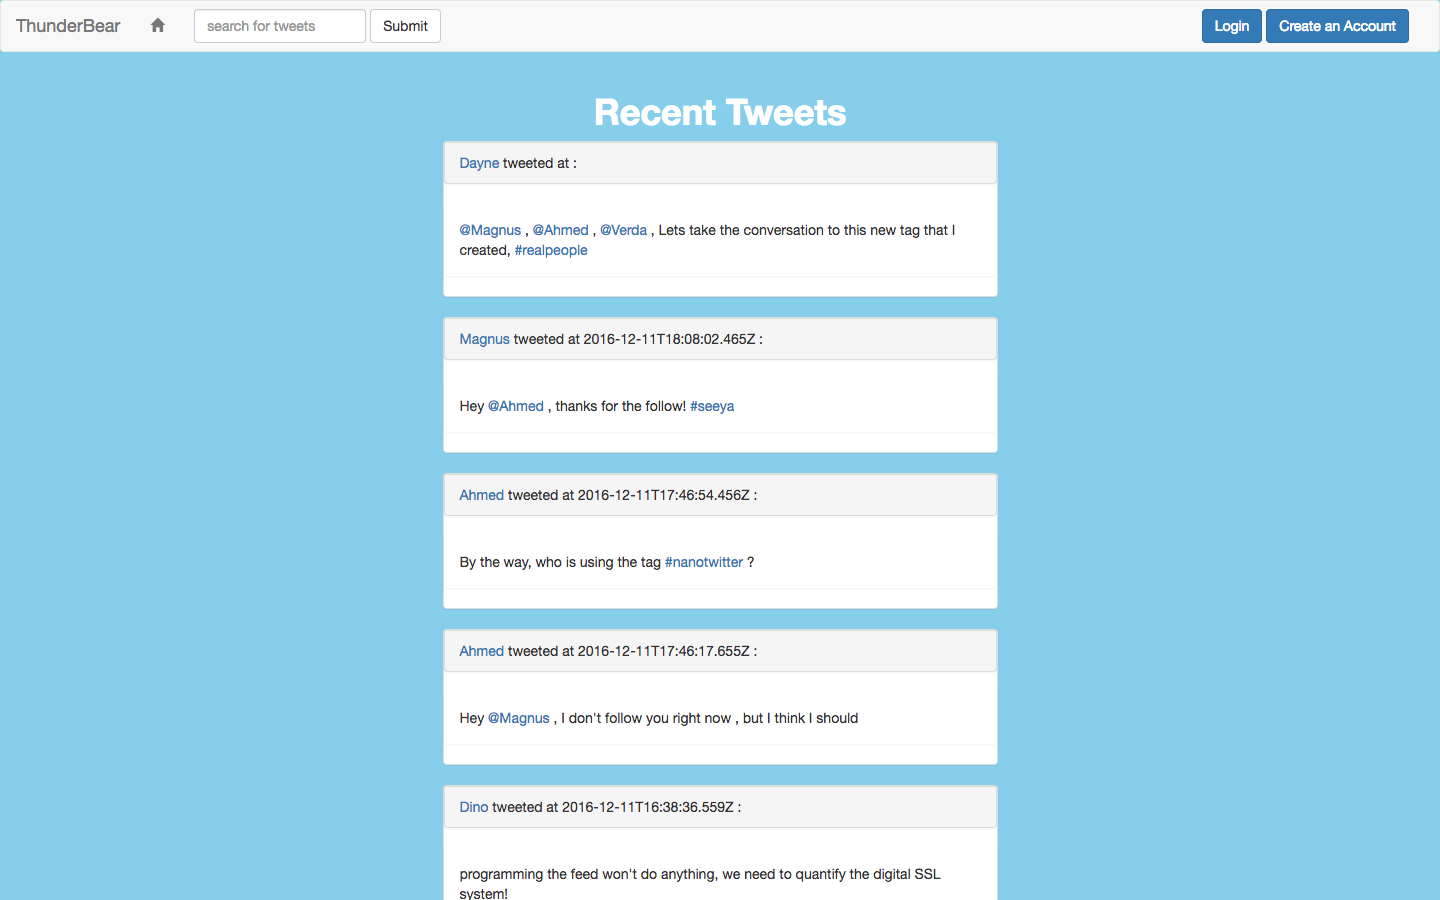 ThunderBear
search for tweets
Submit
Login
Create an Account
Recent Tweets
Dayne tweeted at :
@Magnus , @Ahmed , @Verda , Lets take the conversation to this new tag that I
created, #realpeople
Magnus tweeted at 2016-12-11T18:08:02.465Z :
Hey @Ahmed , thanks for the follow! #seeya
Ahmed tweeted at 2016-12-11T17:46:54.456Z :
By the way, who is using the tag #nanotwitter ?
Ahmed tweeted at 2016-12-11T17:46:17.655Z :
Hey @Magnus , I don't follow you right now , but I think I should
Dino tweeted at 2016-12-11T16:38:36.559Z :
programming the feed won't do anything, we need to quantify the digital SSL
system!